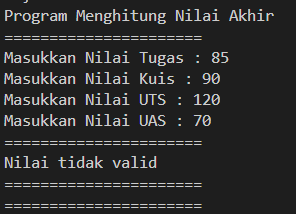 Program Menghitung Nilai Akhir
======================
Masukkan Nilai Tugas : 85
Masukkan Nilai Kuis : 90
Masukkan Nilai UTS : 120
Masukkan Nilai UAS : 70
======================
Nilai tidak valid
======================
======================